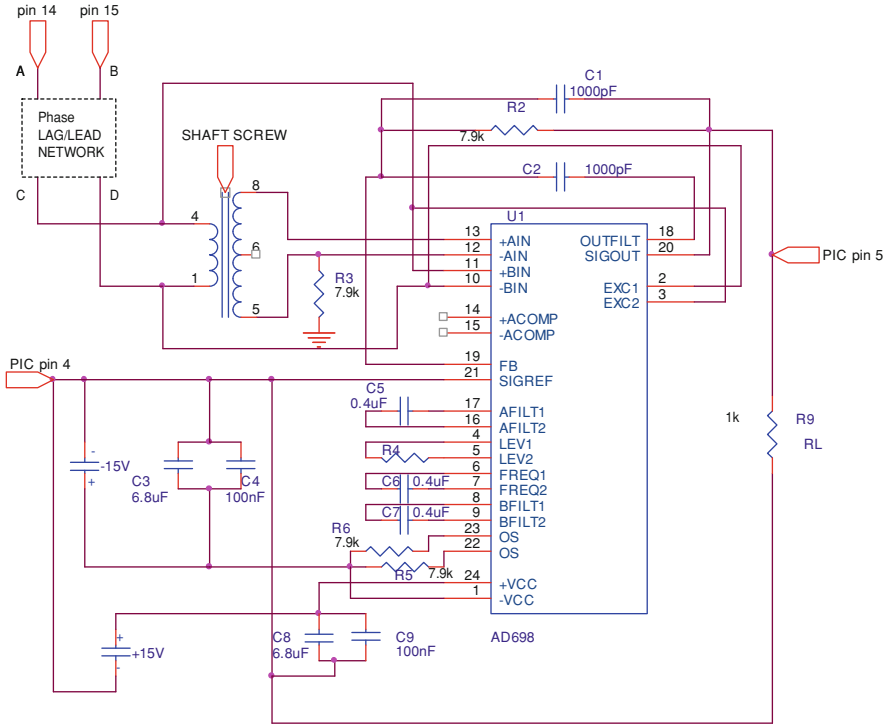 pin 14
pin 15
A
B
Phase
LAG/LEAD
NETWORK
C
D
SHAFT SCREW
4
1
8
6
5
R3
7.9k
C1
1000pF
R2
7.9k
C2
1000pF
U1
13
+AIN
12
-AIN
11
+BIN
10
-BIN
14
+ACOMP
15
-ACOMP
19
FB
21
SIGREF
17
AFILT1
16
AFILT2
4
LEV1
5
LEV2
6
FREQ1
7
FREQ2
8
BFILT1
9
BFILT2
23
OS
22
OS
24
+VCC
1
-VCC
OUTFILT
18
SIGOUT
20
EXC1
2
EXC2
3
AD698
PIC pin 5
PIC pin 4
C5
0.4uF
R4
C6
0.4uF
C7
0.4uF
R6
7.9k
R5
7.9k
-
-15V
+
C3
6.8uF
C4
100nF
+
+15V
-
C8
6.8uF
C9
100nF
1k
R9
RL